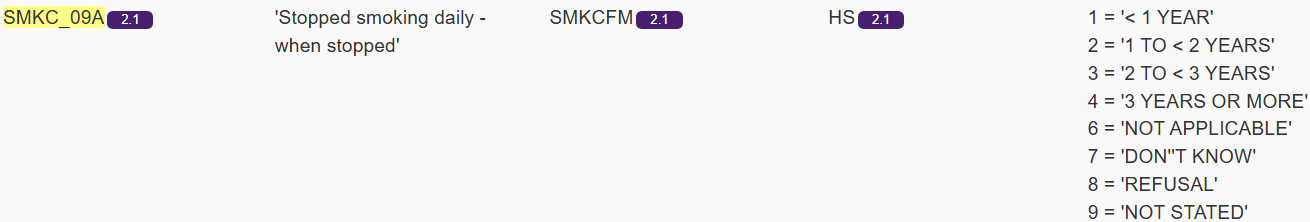 SMKC_09A 2.1 'Stopped smoking daily - SMKCFM 2.1 HS 2.1 1 = '< 1 YEAR'
when stopped' 2 = '1 TO < 2 YEARS'
3 = '2 TO < 3 YEARS'
4 = '3 YEARS OR MORE'
6 = 'NOT APPLICABLE'
7 = 'DON''T KNOW'
8 = 'REFUSAL'
9 = 'NOT STATED'